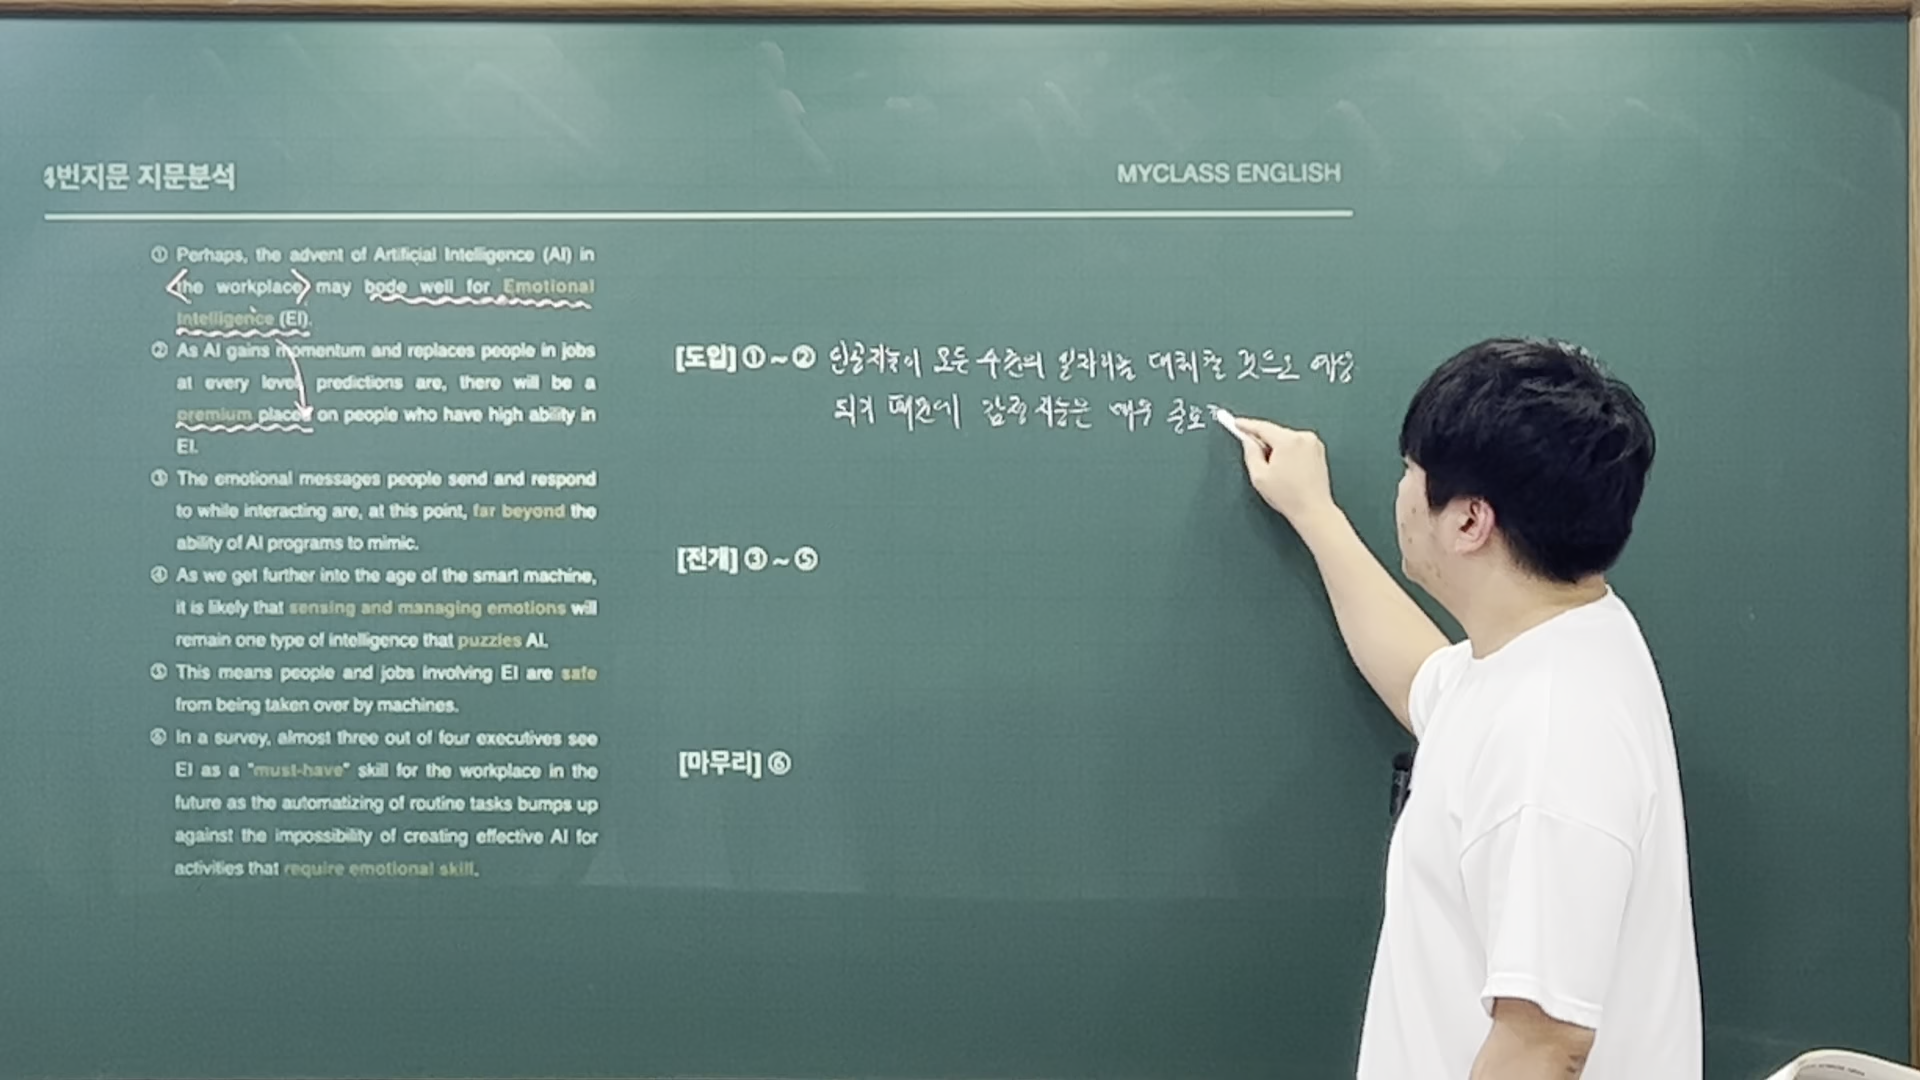 4번지문 지문분석
MYCLASS ENGLISH
① Perhaps, the advent of Artificial Intelligence (AI) in
the workplace may bode well for Emotional
Intelligence (EI).
② As AI gains momentum and replaces people in jobs
at every level, predictions are, there will be a
premium placed on people who have high ability in
EI.
③ The emotional messages people send and respond
to while interacting are, at this point, far beyond the
ability of AI programs to mimic.
④ As we get further into the age of the smart machine,
it is likely that sensing and managing emotions will
remain one type of intelligence that puzzles AI.
⑤ This means people and jobs involving EI are safe
from being taken over by machines.
⑥ In a survey, almost three out of four executives see
EI as a "must-have" skill for the workplace in the
future as the automatizing of routine tasks bumps up
against the impossibility of creating effective AI for
activities that require emotional skill.
[도입] ① ~ ② 인공지능이 모든 수준의 일자리를 대체할 것으로 예상
되기 때문에 감정지능은 매우 중요
[전개] ③ ~ ⑤
[마무리] ⑥